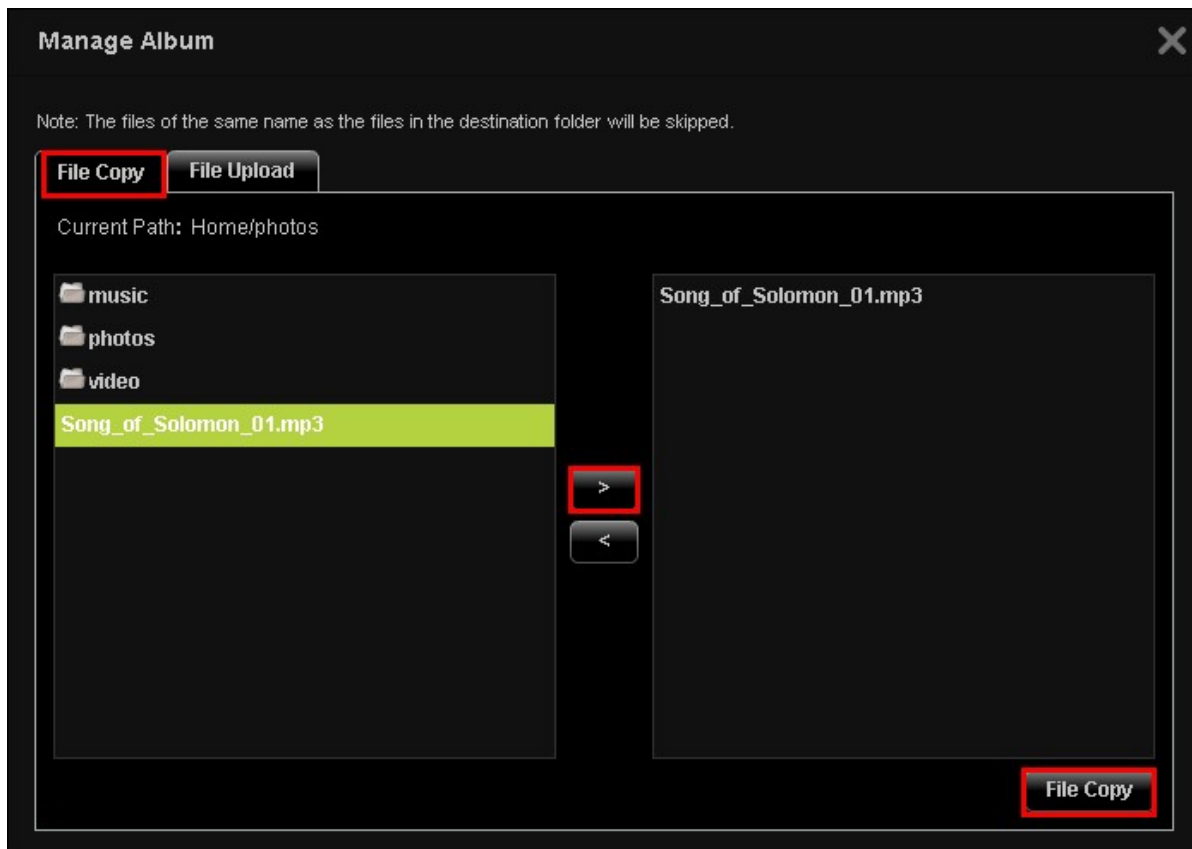 Manage Album
Note: The files of the same name as the files in the destination folder will be skipped.
File Copy
File Upload
Current Path: Home/photos
music
photos
video
Song_of_Solomon_01.mp3
>
<
Song_of_Solomon_01.mp3
File Copy